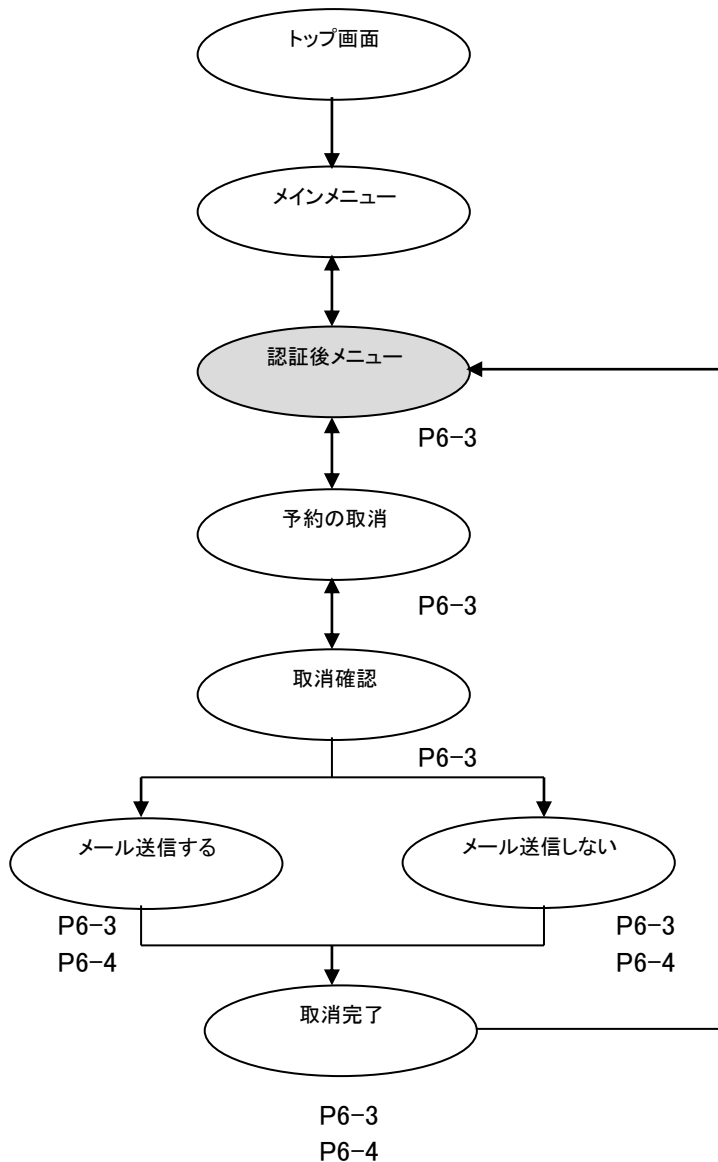 トップ画面
メインメニュー
認証後メニュー
P6-3
予約の取消
P6-3
取消確認
P6-3
メール送信する
メール送信しない
P6-3
P6-4
P6-3
P6-4
取消完了
P6-3
P6-4